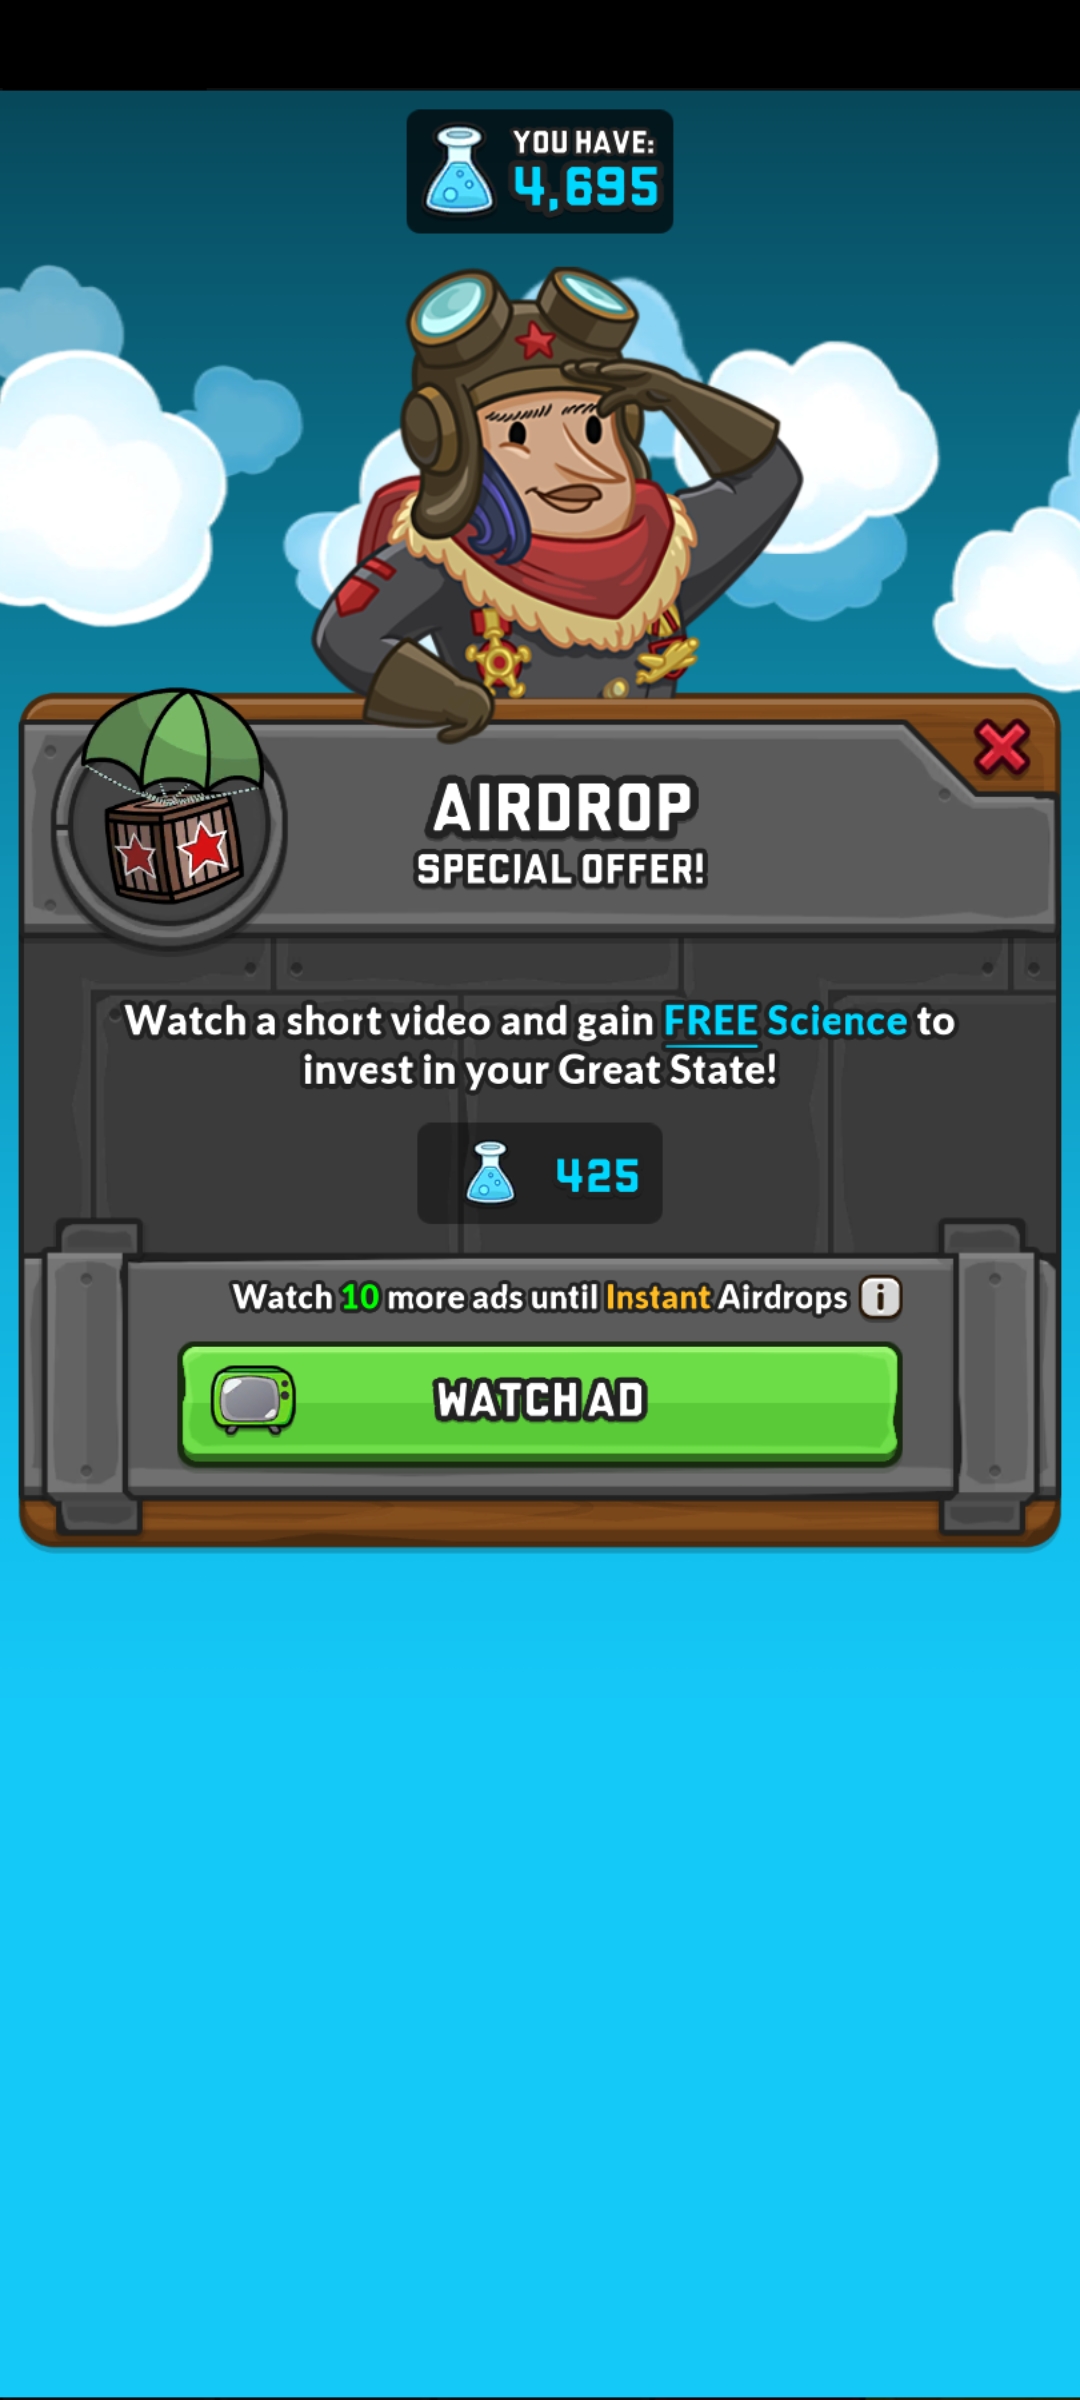 YOU HAVE:
4,695
AIRDROP
SPECIAL OFFER!
Watch a short video and gain FREE Science to
invest in your Great State!
425
Watch 10 more ads until Instant Airdrops i
WATCH AD